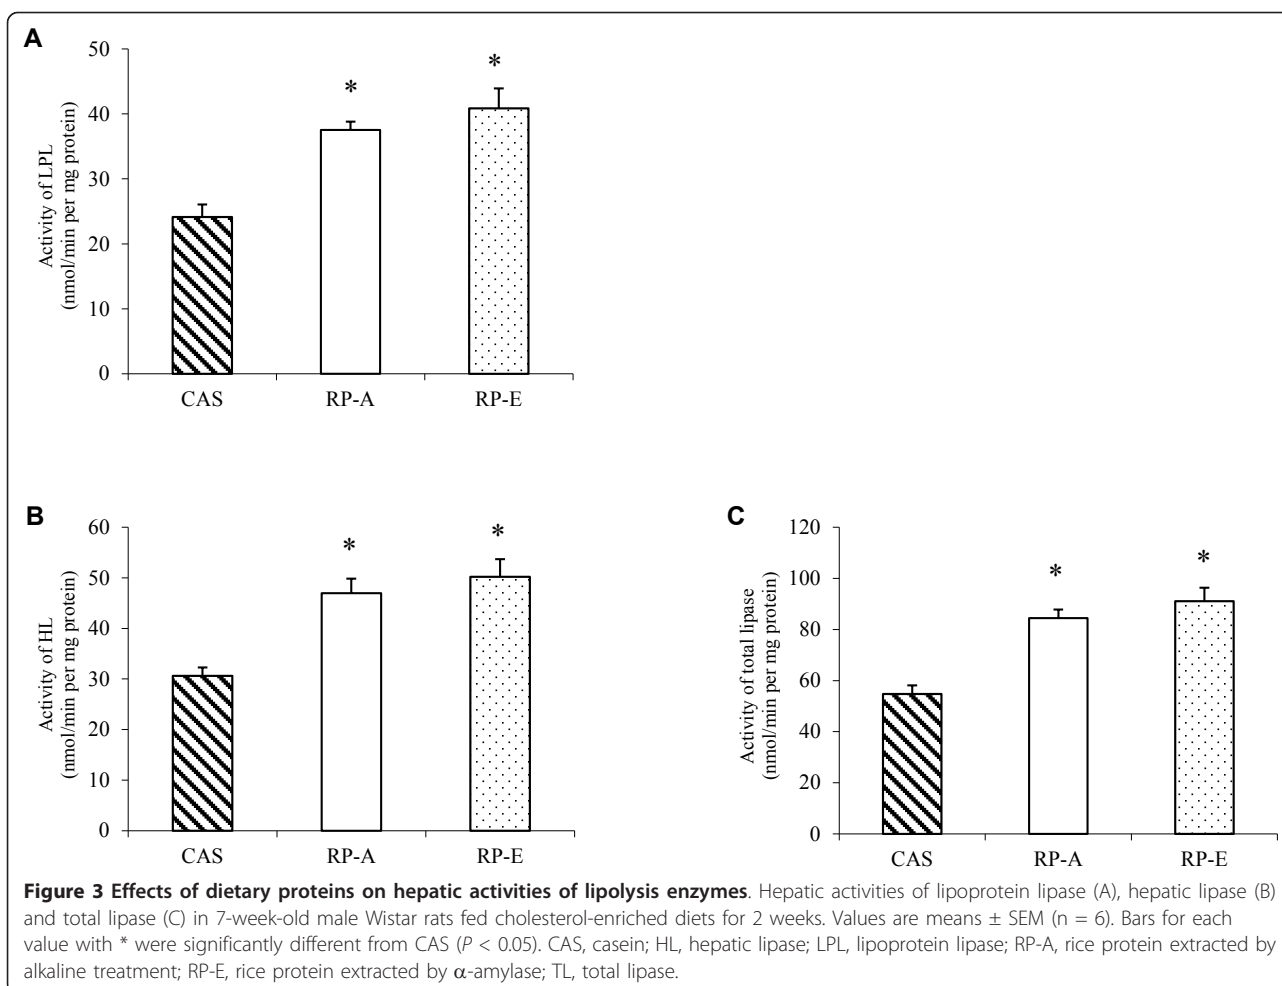 A
50
40
30
20
10
0
Activity of LPL
(nmol/min per mg protein)
*
*
CAS RP-A RP-E
B
60
50
40
30
20
10
0
Activity of HL
(nmol/min per mg protein)
*
*
CAS RP-A RP-E
C
120
100
80
60
40
20
0
Activity of total lipase
(nmol/min per mg protein)
*
*
CAS RP-A RP-E
Figure 3 Effects of dietary proteins on hepatic activities of lipolysis enzymes. Hepatic activities of lipoprotein lipase (A), hepatic lipase (B)
and total lipase (C) in 7-week-old male Wistar rats fed cholesterol-enriched diets for 2 weeks. Values are means ± SEM (n = 6). Bars for each
value with * were significantly different from CAS (P < 0.05). CAS, casein; HL, hepatic lipase; LPL, lipoprotein lipase; RP-A, rice protein extracted by
alkaline treatment; RP-E, rice protein extracted by α-amylase; TL, total lipase.